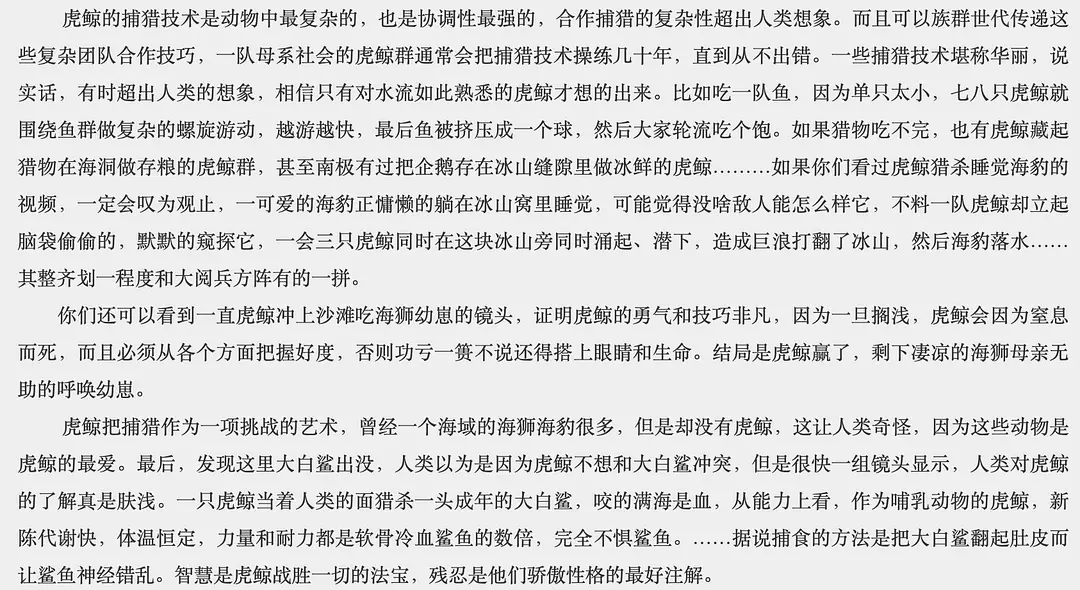 虎鲸的捕猎技术是动物中最复杂的，也是协调性最强的，合作捕猎的复杂性超出人类想象。而且可以族群世代传递这
些复杂团队合作技巧，一队母系社会的虎鲸群通常会把捕猎技术操练几十年，直到从不出错。一些捕猎技术堪称华丽，说
实话，有时超出人类的想象，相信只有对水流如此熟悉的虎鲸才想的出来。比如吃一队鱼，因为单只太小，七八只虎鲸就
围绕鱼群做复杂的螺旋游动，越游越快，最后鱼被挤压成一个球，然后大家轮流吃个饱。如果猎物吃不完，也有虎鲸藏起
猎物在海洞做存粮的虎鲸群，甚至南极有过把企鹅存在冰山缝隙里做冰鲜的虎鲸………如果你们看过虎鲸猎杀睡觉海豹的
视频，一定会叹为观止，一可爱的海豹正慵懒的躺在冰山窝里睡觉，可能觉得没啥敌人能怎么样它，不料一队虎鲸却立起
脑袋偷偷的，默默的窥探它，一会三只虎鲸同时在这块冰山旁同时涌起、潜下，造成巨浪打翻了冰山，然后海豹落水……
其整齐划一程度和大阅兵方阵有的一拼。
你们还可以看到一直虎鲸冲上沙滩吃海狮幼崽的镜头，证明虎鲸的勇气和技巧非凡，因为一旦搁浅，虎鲸会因为窒息
而死，而且必须从各个方面把握好度，否则功亏一篑不说还得搭上眼睛和生命。结局是虎鲸赢了，剩下凄凉的海狮母亲无
助的呼唤幼崽。
虎鲸把捕猎作为一项挑战的艺术，曾经一个海域的海狮海豹很多，但是却没有虎鲸，这让人类奇怪，因为这些动物是
虎鲸的最爱。最后，发现这里大白鲨出没，人类以为是因为虎鲸不想和大白鲨冲突，但是很快一组镜头显示，人类对虎鲸
的了解真是肤浅。一只虎鲸当着人类的面猎杀一头成年的大白鲨，咬的满海是血，从能力上看，作为哺乳动物的虎鲸，新
陈代谢快，体温恒定，力量和耐力都是软骨冷血鲨鱼的数倍，完全不惧鲨鱼。……据说捕食的方法是把大白鲨翻起肚皮而
让鲨鱼神经错乱。智慧是虎鲸战胜一切的法宝，残忍是他们骄傲性格的最好注解。